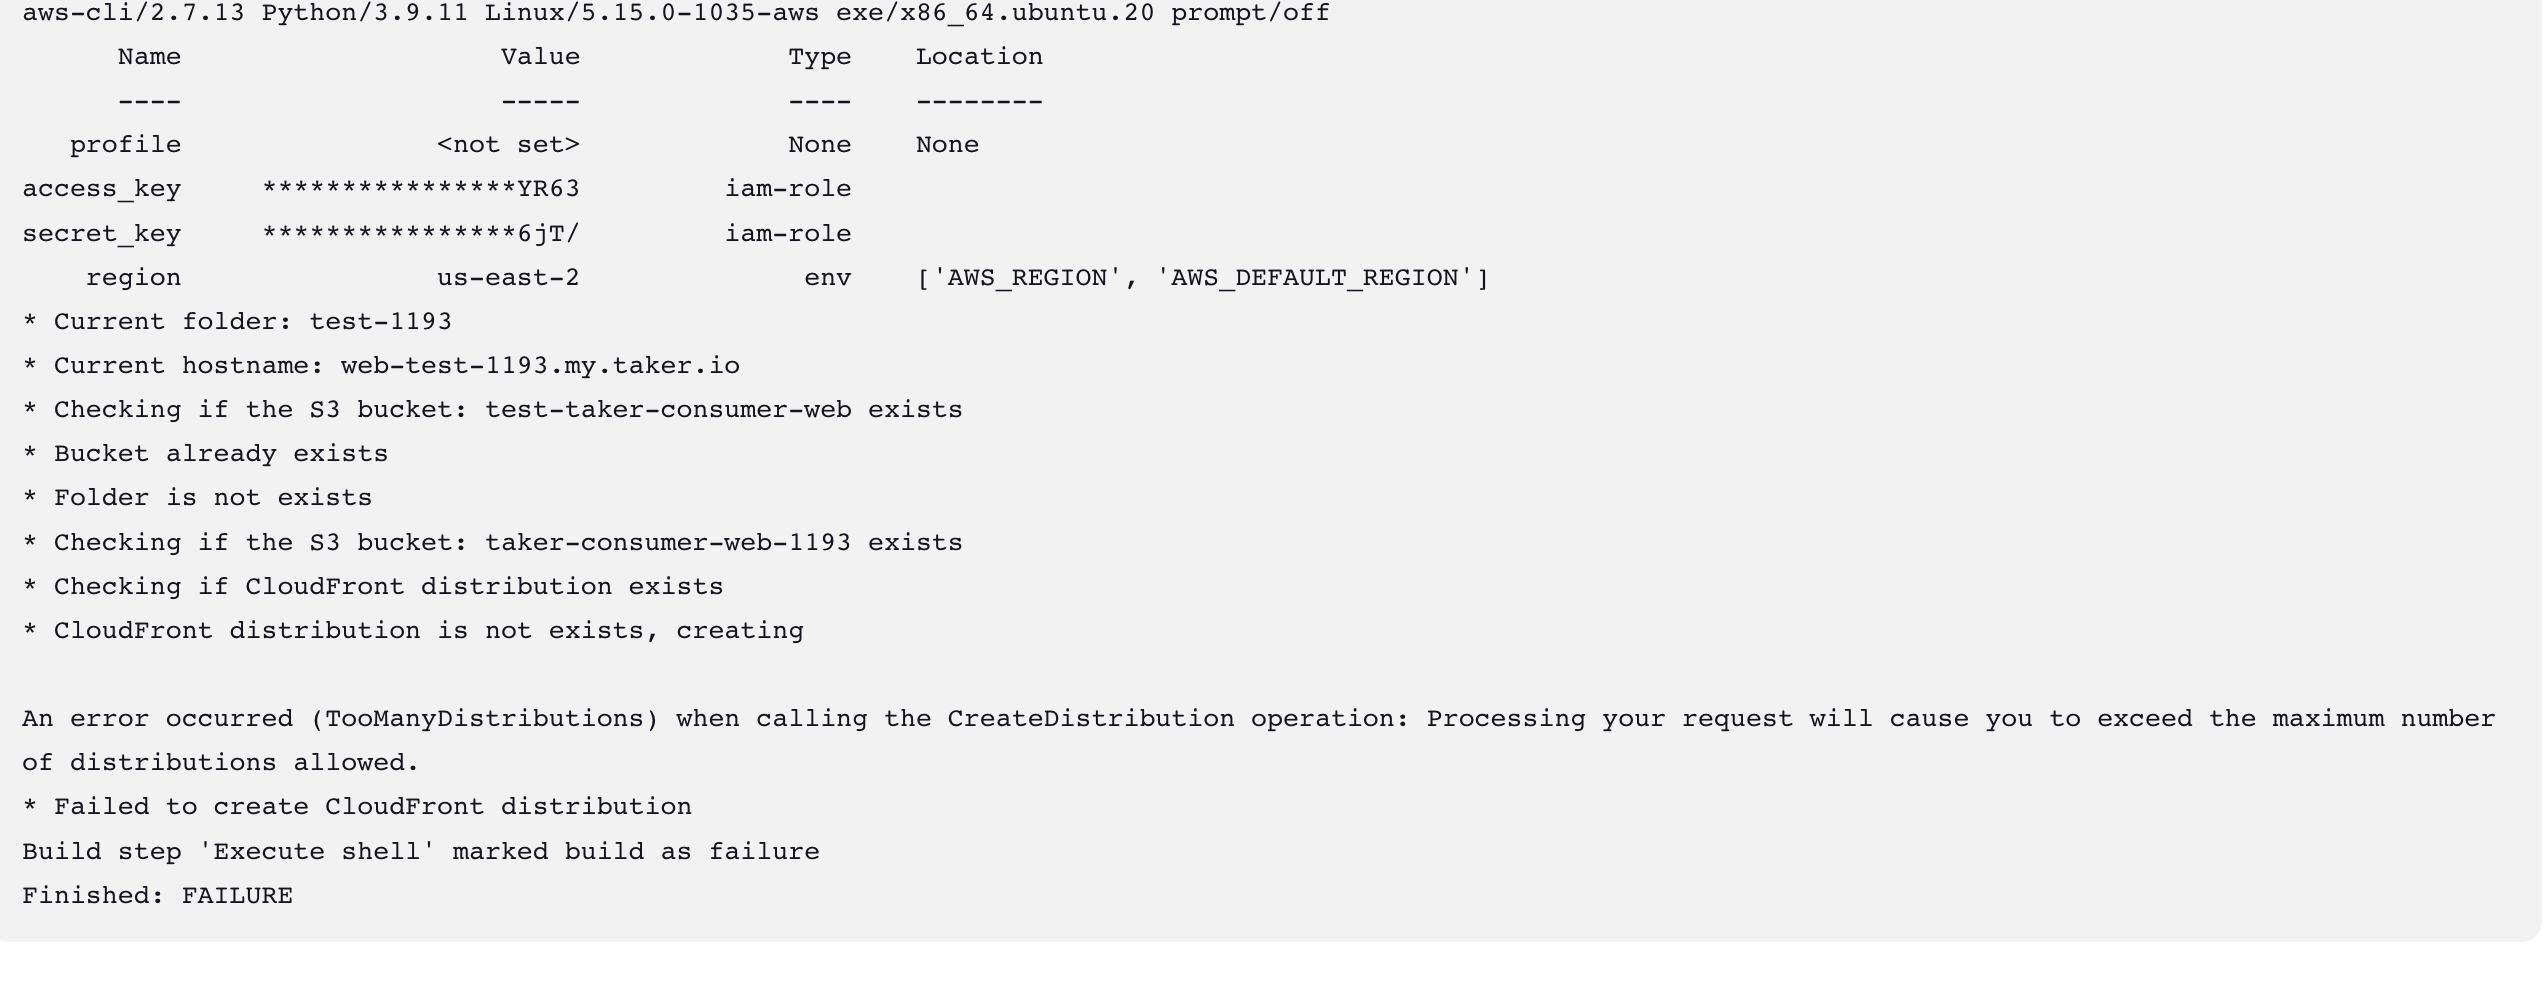 aws-cli/2.7.13 Python/3.9.11 Linux/5.15.0-1035-aws exe/x86_64.ubuntu.20 prompt/off
      Name                    Value             Type    Location
      ----                    -----             ----    --------
   profile                <not set>             None    None
access_key     ****************YR63         iam-role
secret_key     ****************6jT/         iam-role
    region                us-east-2              env    ['AWS_REGION', 'AWS_DEFAULT_REGION']
* Current folder: test-1193
* Current hostname: web-test-1193.my.taker.io
* Checking if the S3 bucket: test-taker-consumer-web exists
* Bucket already exists
* Folder is not exists
* Checking if the S3 bucket: taker-consumer-web-1193 exists
* Checking if CloudFront distribution exists
* CloudFront distribution is not exists, creating

An error occurred (TooManyDistributions) when calling the CreateDistribution operation: Processing your request will cause you to exceed the maximum number
of distributions allowed.
* Failed to create CloudFront distribution
Build step 'Execute shell' marked build as failure
Finished: FAILURE